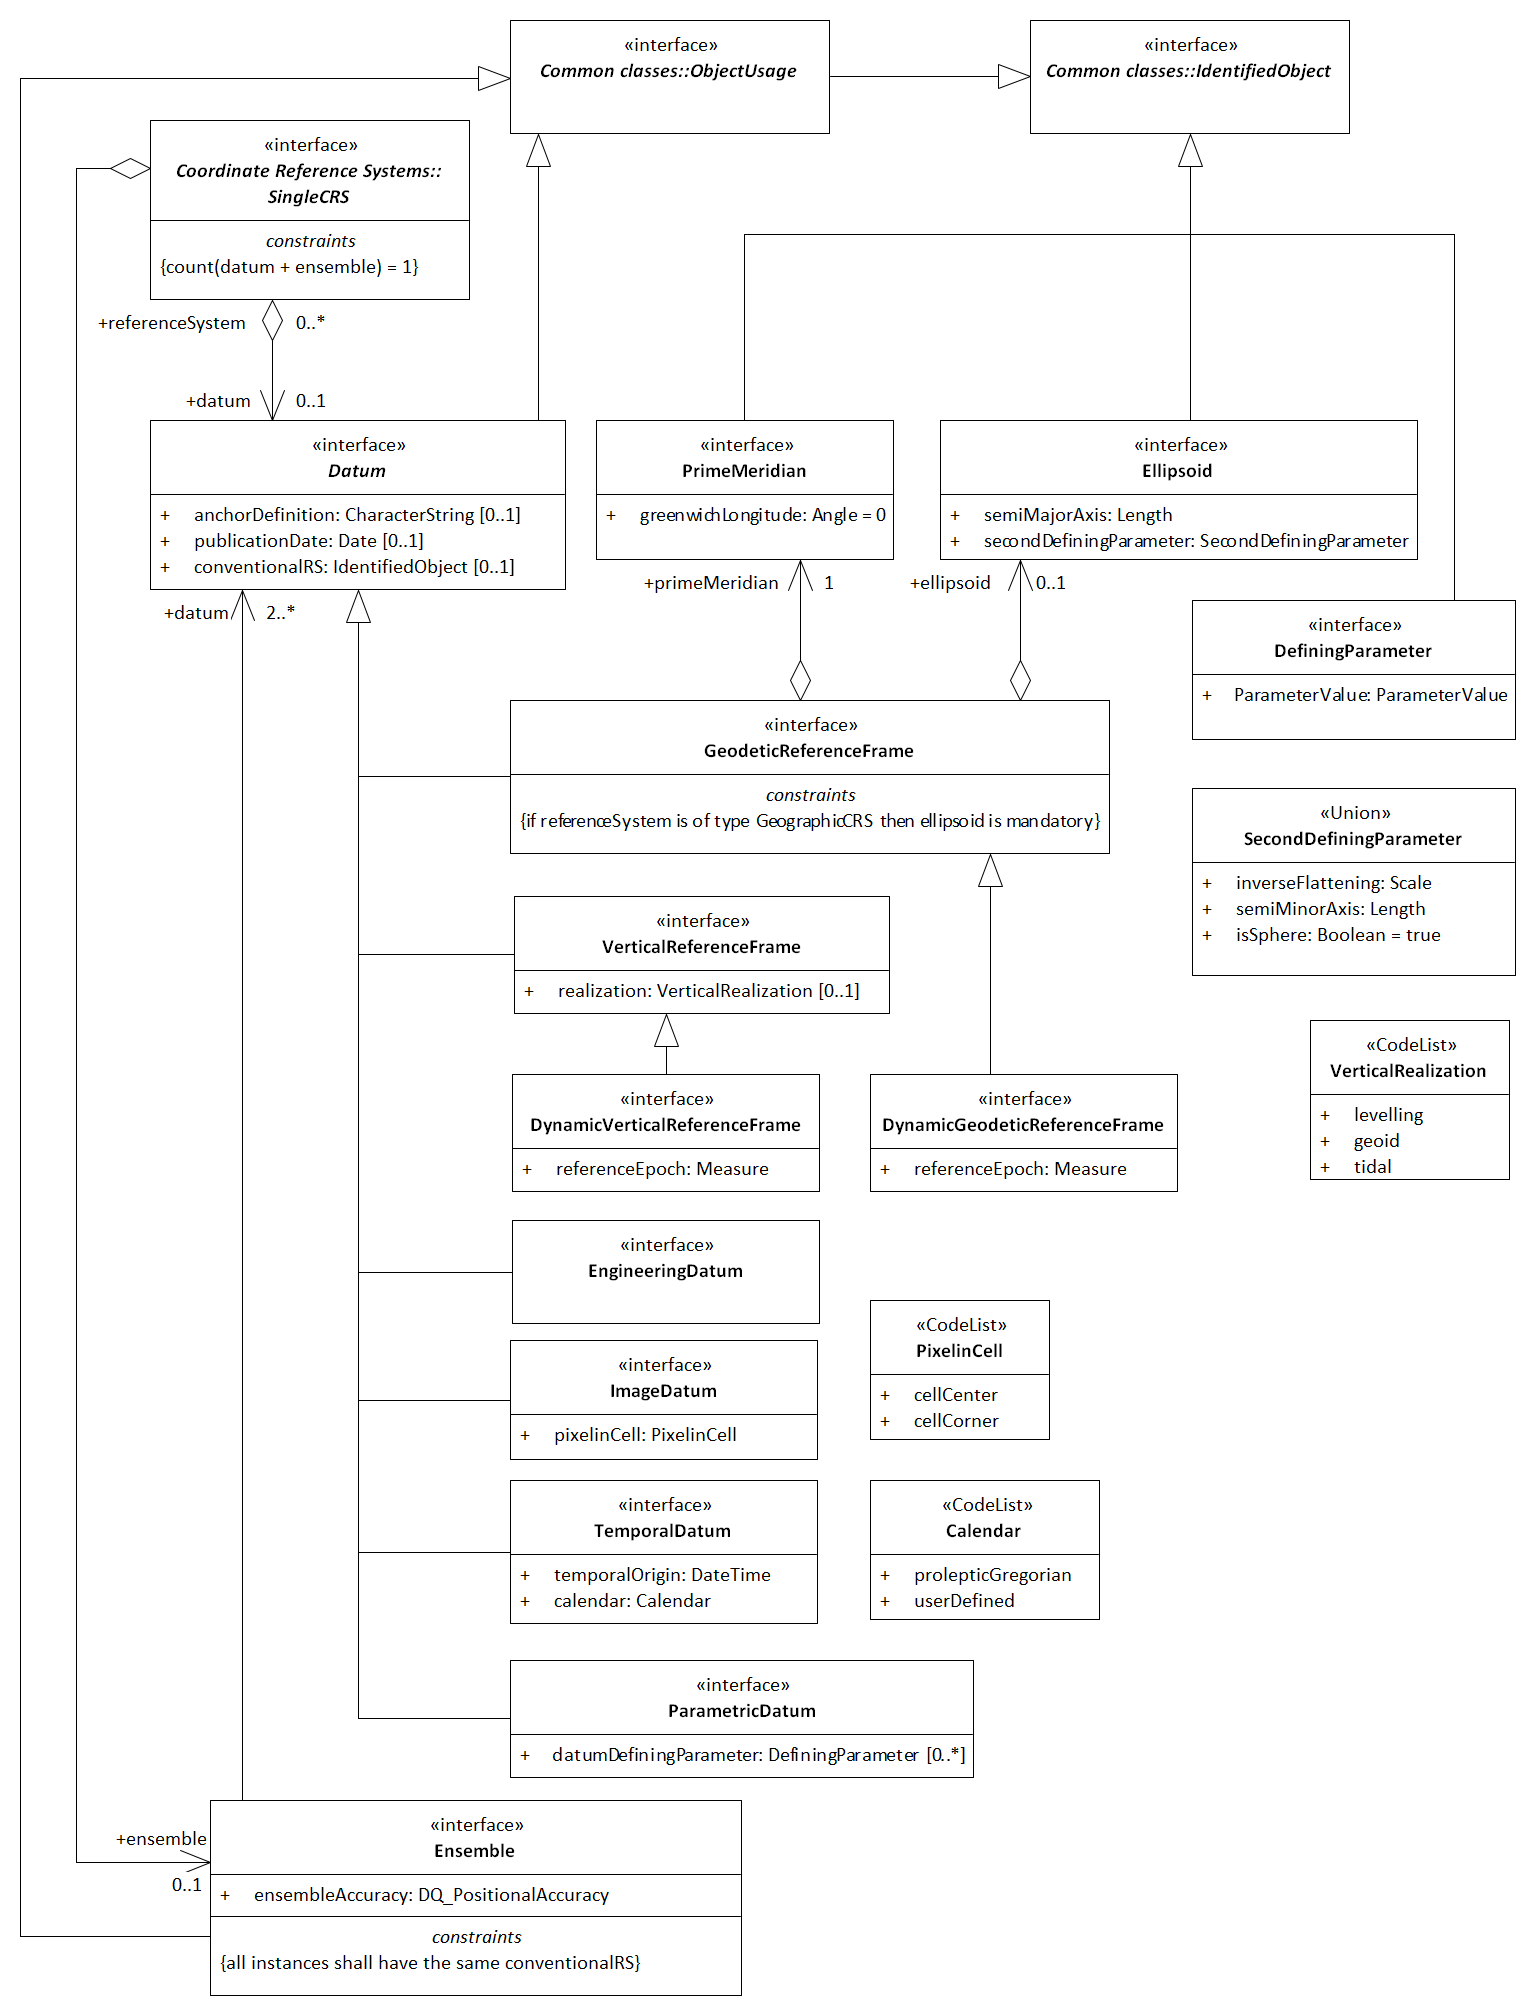 «interface»
Common classes::ObjectUsage
«interface»
Common classes::IdentifiedObject
«interface»
Coordinate Reference Systems::
SingleCRS
constraints
{count(datum + ensemble) = 1}
+referenceSystem 0..*
+datum 0..1
«interface»
Datum
+ anchorDefinition: CharacterString [0..1]
+ publicationDate: Date [0..1]
+ conventionalRS: IdentifiedObject [0..1]
+datum 2..*
«interface»
PrimeMeridian
+ greenwichLongitude: Angle = 0
+primeMeridian 1
«interface»
Ellipsoid
+ semiMajorAxis: Length
+ secondDefiningParameter: SecondDefiningParameter
+ellipsoid 0..1
«interface»
DefiningParameter
+ ParameterValue: ParameterValue
«interface»
GeodeticReferenceFrame
constraints
{if referenceSystem is of type GeographicCRS then ellipsoid is mandatory}
«Union»
SecondDefiningParameter
+ inverseFlattening: Scale
+ semiMinorAxis: Length
+ isSphere: Boolean = true
«interface»
VerticalReferenceFrame
+ realization: VerticalRealization [0..1]
«CodeList»
VerticalRealization
+ levelling
+ geoid
+ tidal
«interface»
DynamicVerticalReferenceFrame
+ referenceEpoch: Measure
«interface»
DynamicGeodeticReferenceFrame
+ referenceEpoch: Measure
«interface»
EngineeringDatum
«interface»
ImageDatum
+ pixelinCell: PixelinCell
«CodeList»
PixelinCell
+ cellCenter
+ cellCorner
«interface»
TemporalDatum
+ temporalOrigin: DateTime
+ calendar: Calendar
«CodeList»
Calendar
+ prolepticGregorian
+ userDefined
«interface»
ParametricDatum
+ datumDefiningParameter: DefiningParameter [0..*]
+ensemble
0..1
«interface»
Ensemble
+ ensembleAccuracy: DQ_PositionalAccuracy
constraints
{all instances shall have the same conventionalRS}